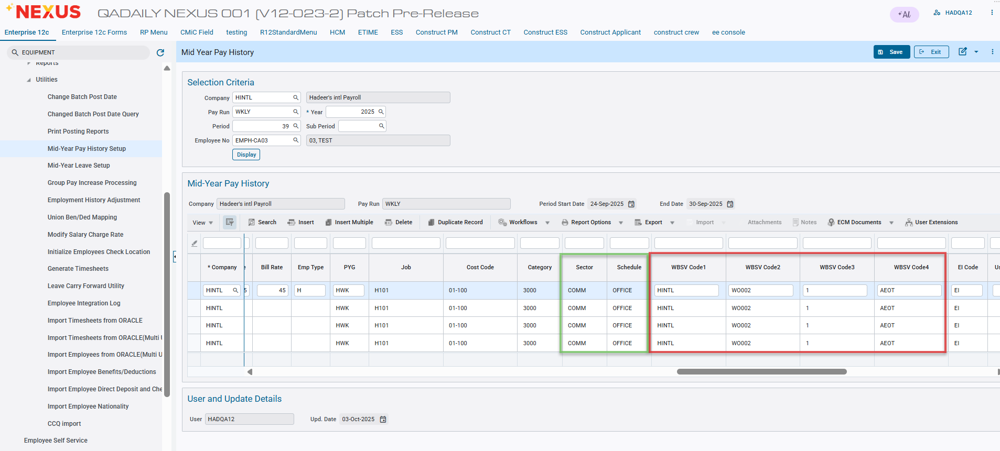 NEXUS
QADAILY NEXUS 001 (V12-023-2) Patch Pre-Release
AI
HADQA12
Enterprise 12c
Enterprise 12c Forms
RP Menu
CMiC Field
testing
R12StandardMenu
HCM
ETIME
ESS
Construct PM
Construct CT
Construct ESS
Construct Applicant
construct crew
ee console
EQUIPMENT
Reports
Utilities
Change Batch Post Date
Changed Batch Post Date Query
Print Posting Reports
Mid-Year Pay History Setup
Mid-Year Leave Setup
Group Pay Increase Processing
Employment History Adjustment
Union Ben/Ded Mapping
Modify Salary Charge Rate
Initialize Employees Check Location
Generate Timesheets
Leave Carry Forward Utility
Employee Integration Log
Import Timesheets from ORACLE
Import Timesheets from ORACLE(Multi U
Import Employees from ORACLE(Multi U
Import Employee Benefits/Deductions
Import Employee Direct Deposit and Che
Import Employee Nationality
CCQ import
Employee Self Service
Mid Year Pay History
Save
Exit
Selection Criteria
Company HINTL Hadeer's intl Payroll
Pay Run WKLY * Year 2025
Period 39 Sub Period
Employee No EMPH-CA03 03, TEST
Display
Mid-Year Pay History
Company Hadeer's intl Payroll Pay Run WKLY Period Start Date 24-Sep-2025 End Date 30-Sep-2025
View Search Insert Insert Multiple Delete Duplicate Record Workflows Report Options Export Import Attachments Notes ECM Documents User Extensions
* Company e Bill Rate Emp Type PYG Job Cost Code Category Sector Schedule WBSV Code1 WBSV Code2 WBSV Code3 WBSV Code4 EI Code Us
HINTL 5 45 H HWK H101 01-100 3000 COMM OFFICE HINTL WO002 1 AEOT EI
HINTL HWK H101 01-100 3000 COMM OFFICE HINTL WO002 1 AEOT EI
HINTL HWK H101 01-100 3000 COMM OFFICE HINTL WO002 1 AEOT EI
HINTL HWK H101 01-100 3000 COMM OFFICE HINTL WO002 1 AEOT EI
User and Update Details
User HADQA12 Upd. Date 03-Oct-2025